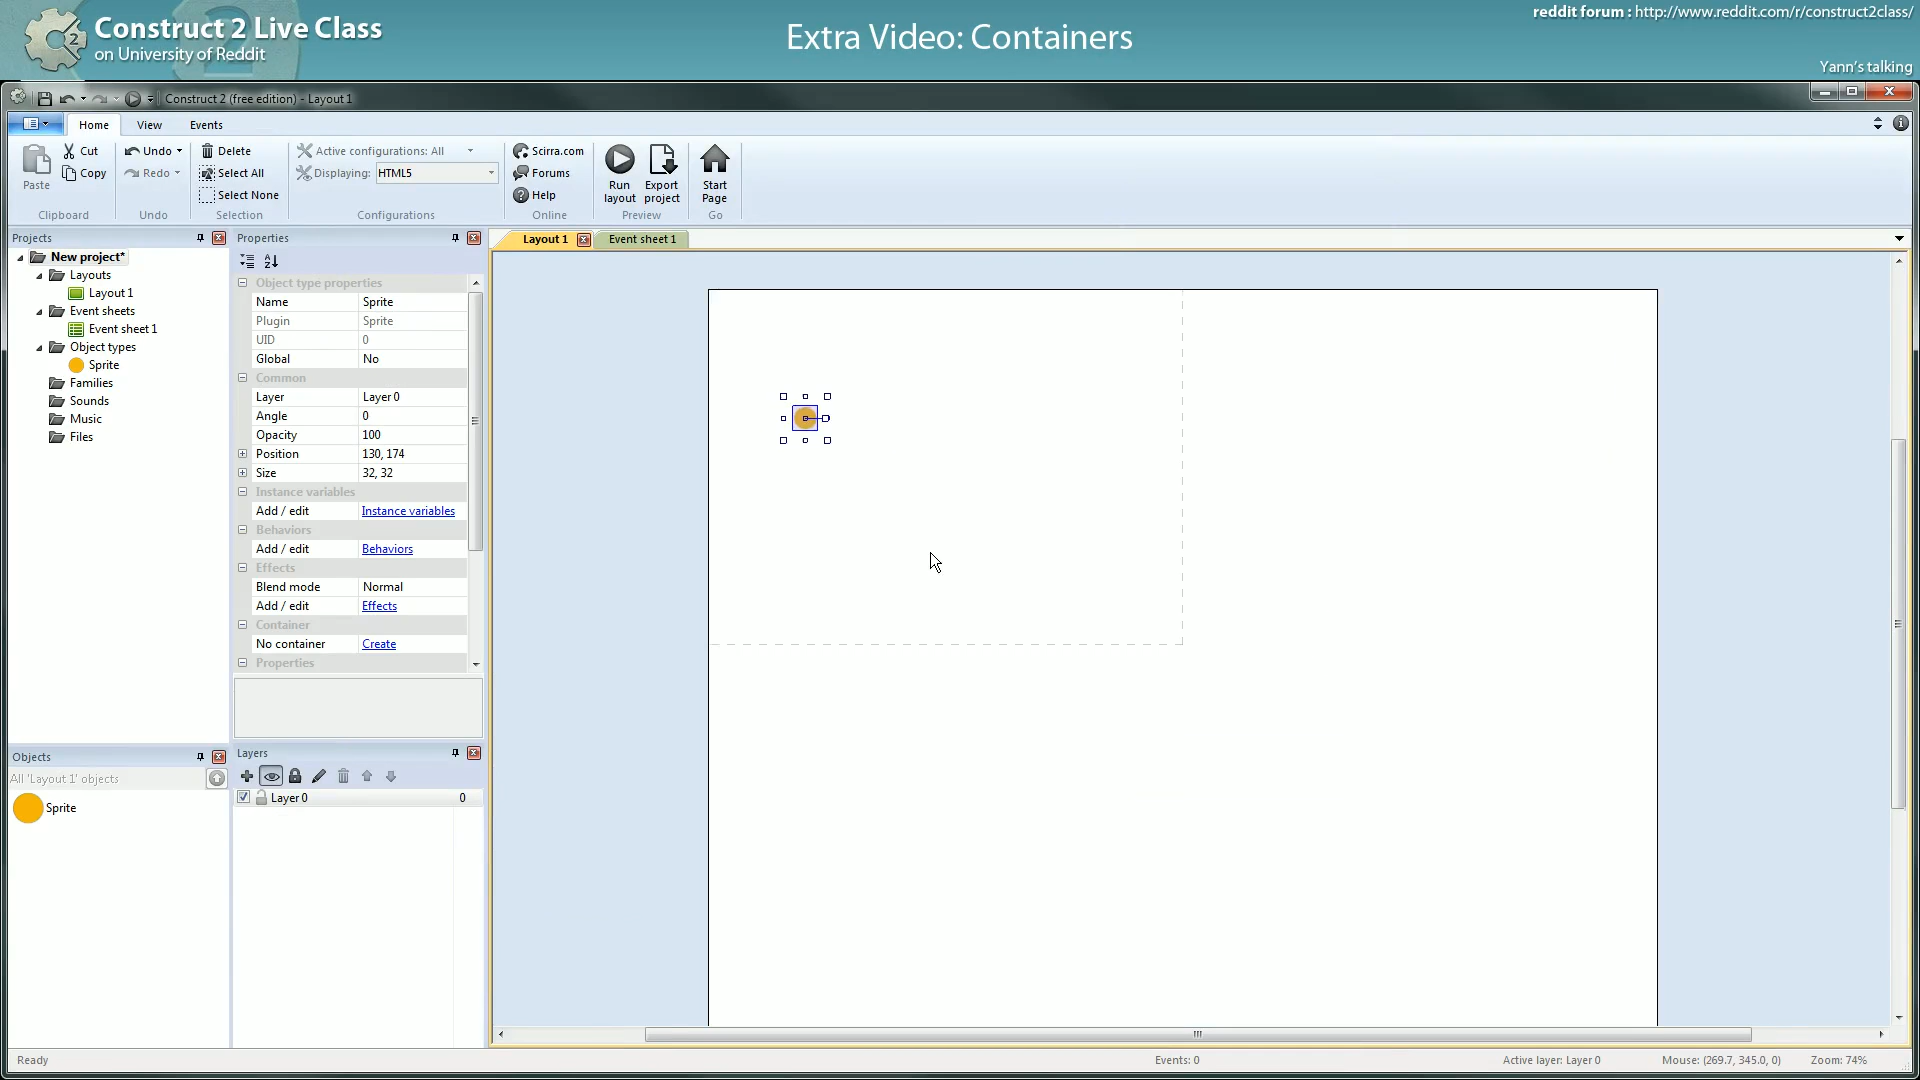 Construct 2 Live Class
on University of Reddit
Extra Video: Containers
reddit forum : http://www.reddit.com/r/construct2class/
Yann's talking
Construct 2 (free edition) - Layout 1
Home View Events
Paste
Cut
Copy
Clipboard
Undo
Redo
Undo
Delete
Select All
Select None
Selection
Active configurations: All
Displaying: HTML5
Configurations
Scirra.com
Forums
Help
Online
Run layout
Export project
Preview
Start Page
Go
Projects
New project*
Layouts
Layout 1
Event sheets
Event sheet 1
Object types
Sprite
Families
Sounds
Music
Files
Properties
Object type properties
Name Sprite
Plugin Sprite
UID 0
Global No
Common
Layer Layer 0
Angle 0
Opacity 100
Position 130, 174
Size 32, 32
Instance variables
Add / edit Instance variables
Behaviors
Add / edit Behaviors
Effects
Blend mode Normal
Add / edit Effects
Container
No container Create
Properties
Layout 1 Event sheet 1
Objects
All 'Layout 1' objects
Sprite
Layers
Layer 0 0
Ready Events: 0 Active layer: Layer 0 Mouse: (269.7, 345.0, 0) Zoom: 74%